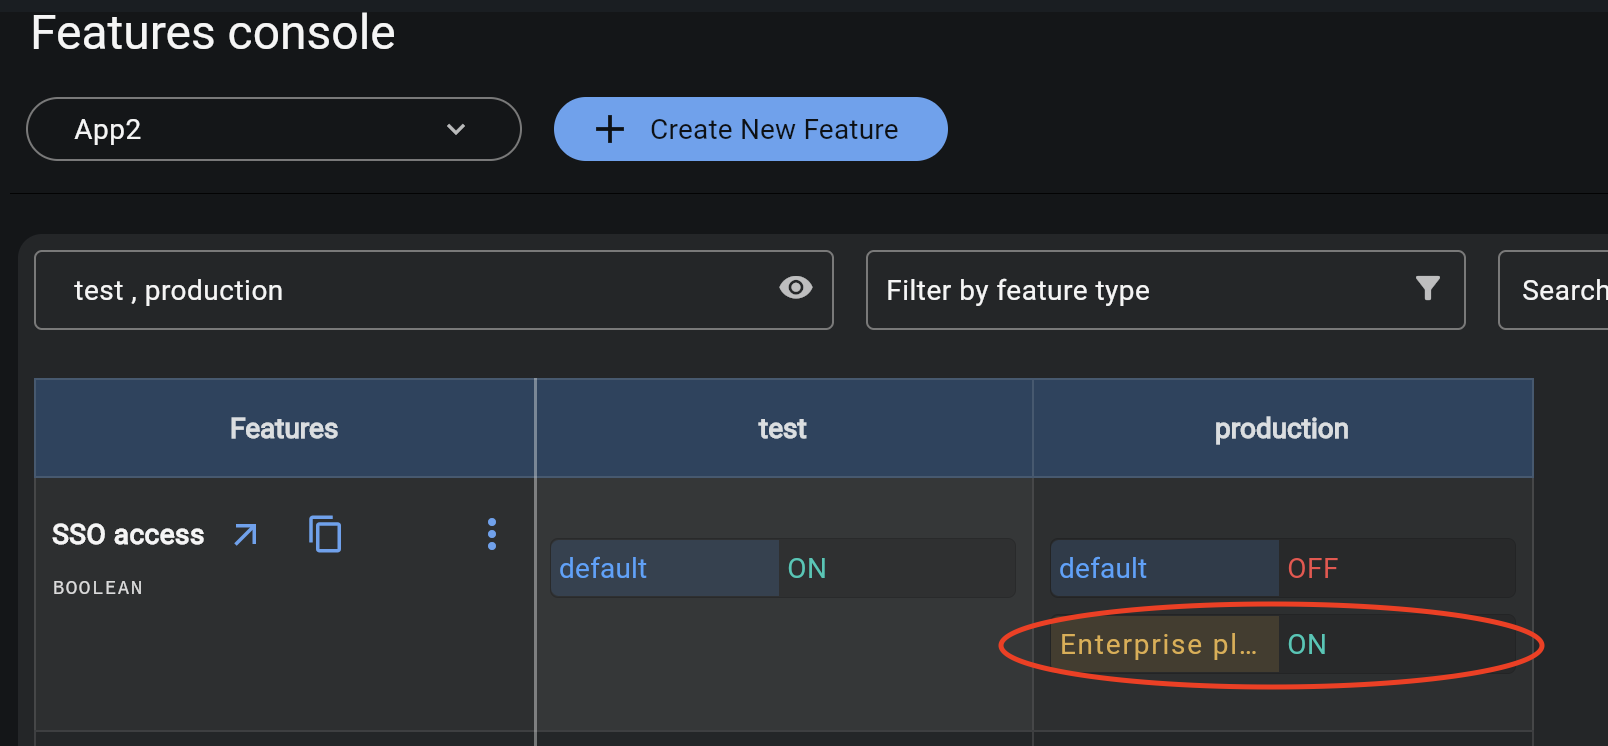 Features console
App2
Create New Feature
test , production
Filter by feature type
Search
Features
test
production
SSO access
BOOLEAN
default ON
default OFF
Enterprise pl... ON